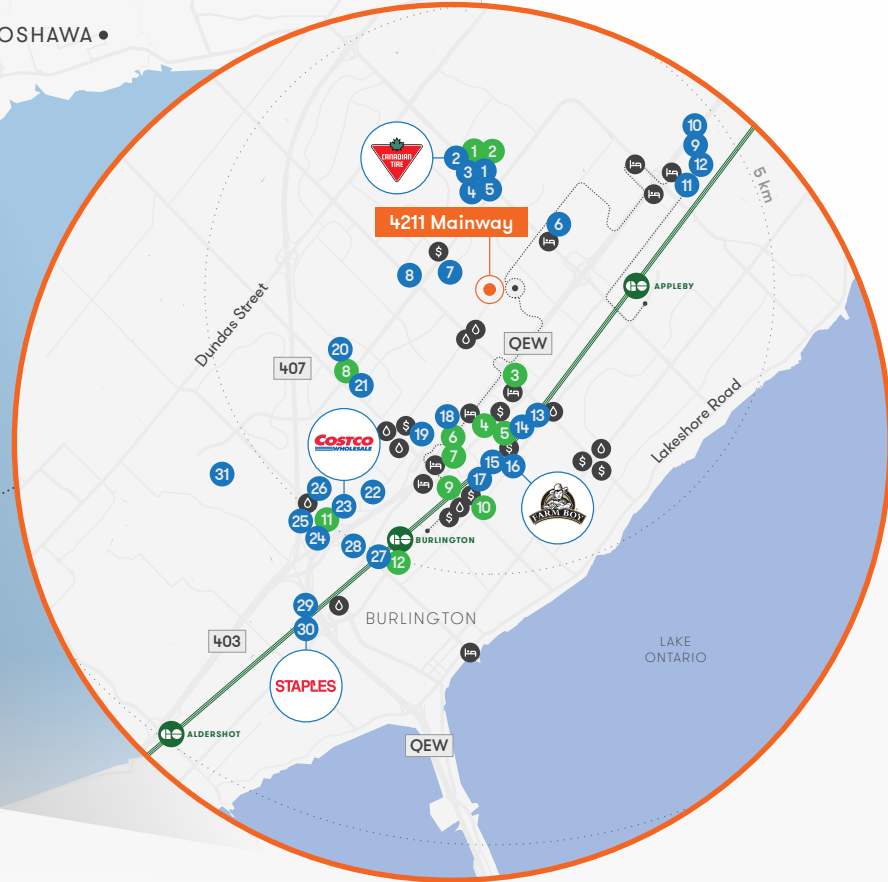 OSHAWA
CANADIAN
TIRE
1
2
2
3
1
4
5
10
9
12
11
5 km
4211 Mainway
6
$
8
7
APPLEBY
Dundas Street
QEW
20
8
21
407
3
Lakeshore Road
18
$
13
$
19
4
5
14
6
COSTCO
WHOLESALE
7
$
15
16
$
$
31
17
FARM BOY
26
22
9
$
23
10
25
11
$
24
BURLINGTON
28
27
12
29
BURLINGTON
30
403
LAKE
ONTARIO
STAPLES
ALDERSHOT
QEW